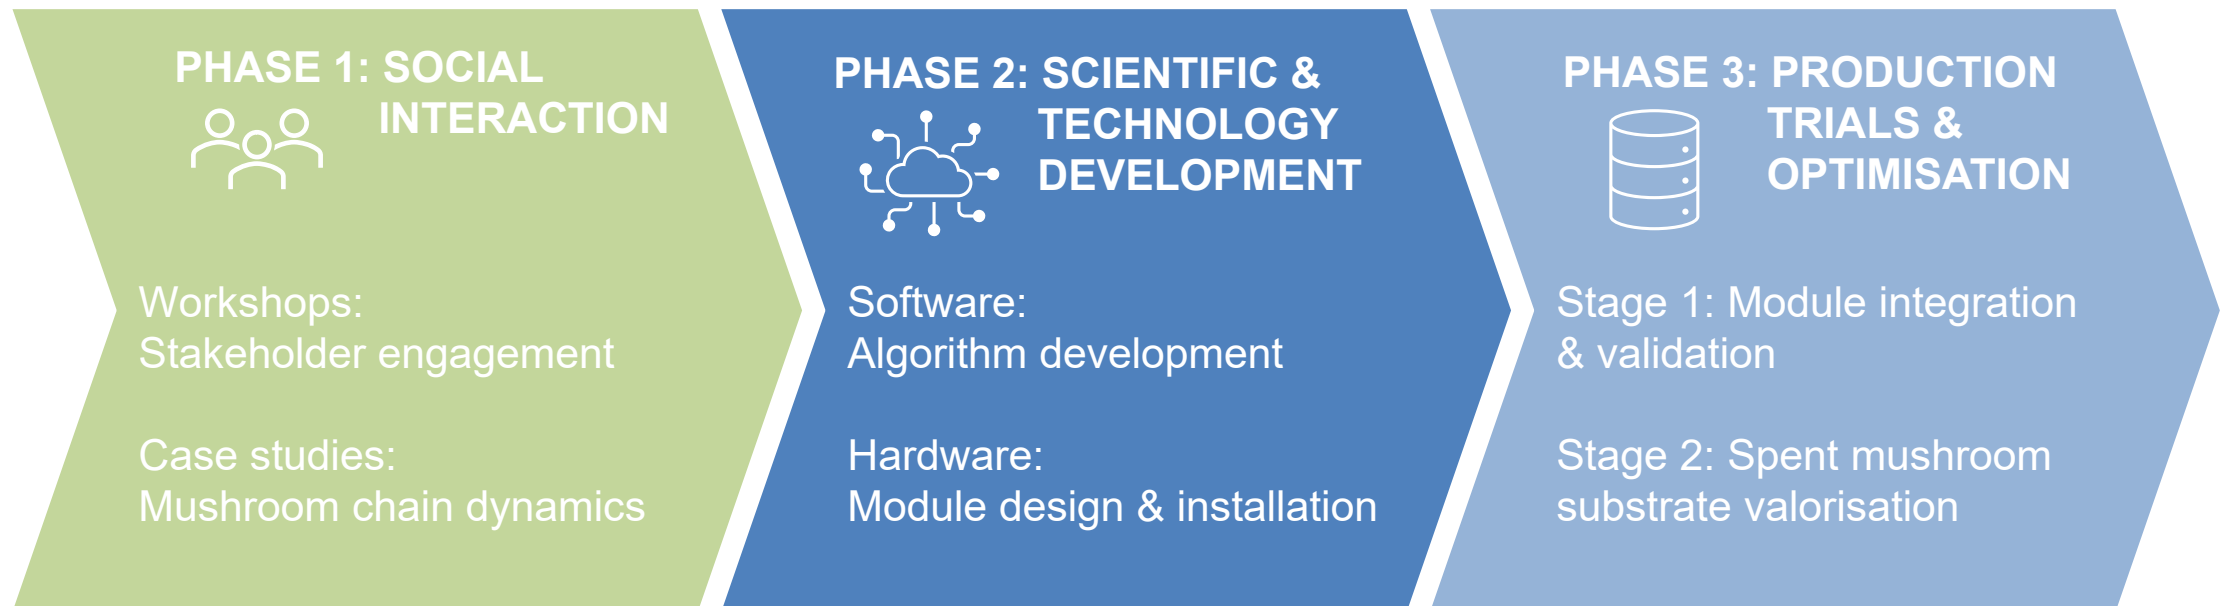 PHASE 1: SOCIAL
INTERACTION
Workshops:
Stakeholder engagement
Case studies:
Mushroom chain dynamics
PHASE 2: SCIENTIFIC &
TECHNOLOGY
DEVELOPMENT
Software:
Algorithm development
Hardware:
Module design & installation
PHASE 3: PRODUCTION
TRIALS &
OPTIMISATION
Stage 1: Module integration
& validation
Stage 2: Spent mushroom
substrate valorisation